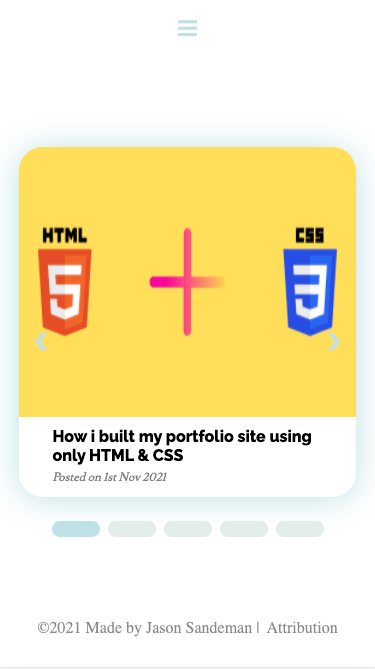 HTML CSS
5 3
How i built my portfolio site using
only HTML & CSS
Posted on 1st Nov 2021
©2021 Made by Jason Sandeman | Attribution